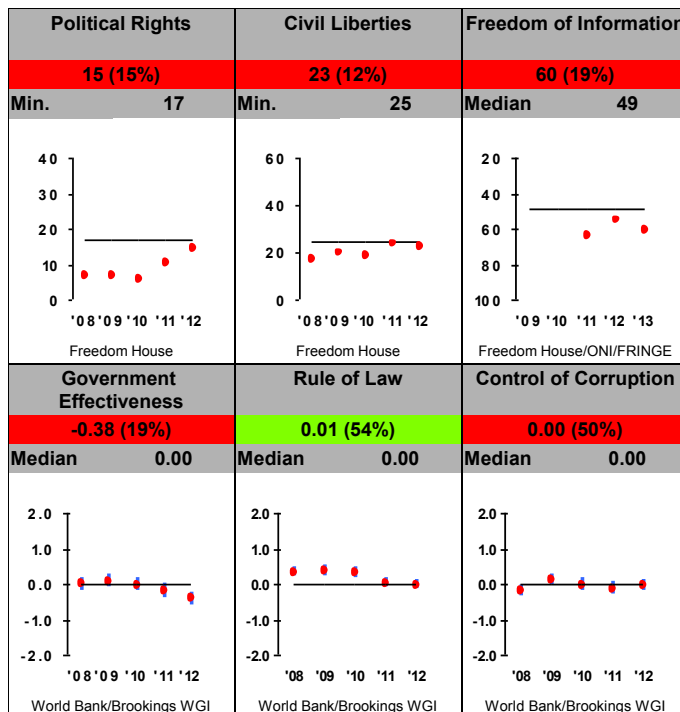 Political Rights
15 (15%)
Min. 17
40
30
20
10
0
'08 '09 '10 '11 '12
Freedom House
Civil Liberties
23 (12%)
Min. 25
60
40
20
0
'08 '09 '10 '11 '12
Freedom House
Freedom of Information
60 (19%)
Median 49
20
40
60
80
100
'09 '10 '11 '12 '13
Freedom House/ONI/FRINGE
Government
Effectiveness
-0.38 (19%)
Median 0.00
2.0
1.0
0.0
-1.0
-2.0
'08 '09 '10 '11 '12
World Bank/Brookings WGI
Rule of Law
0.01 (54%)
Median 0.00
2.0
1.0
0.0
-1.0
-2.0
'08 '09 '10 '11 '12
World Bank/Brookings WGI
Control of Corruption
0.00 (50%)
Median 0.00
2.0
1.0
0.0
-1.0
-2.0
'08 '09 '10 '11 '12
World Bank/Brookings WGI